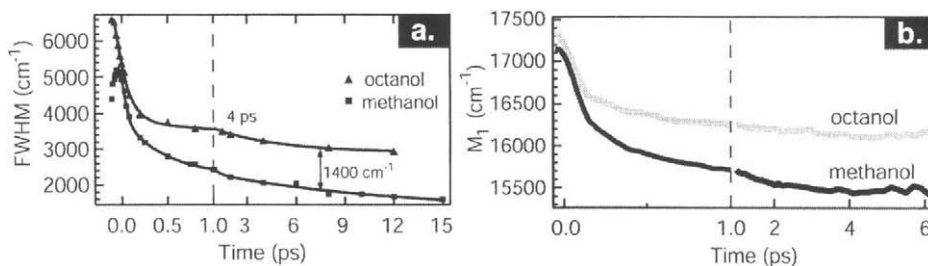 a.
FWHM (cm⁻¹)
6000
5000
4000
3000
2000
octanol
methanol
4 ps
1400 cm⁻¹
0.0 0.5 1.0 3 6 9 12 15
Time (ps)
b.
M₁ (cm⁻¹)
17500
17000
16500
16000
15500
octanol
methanol
0.0 1.0 2 4 6
Time (ps)